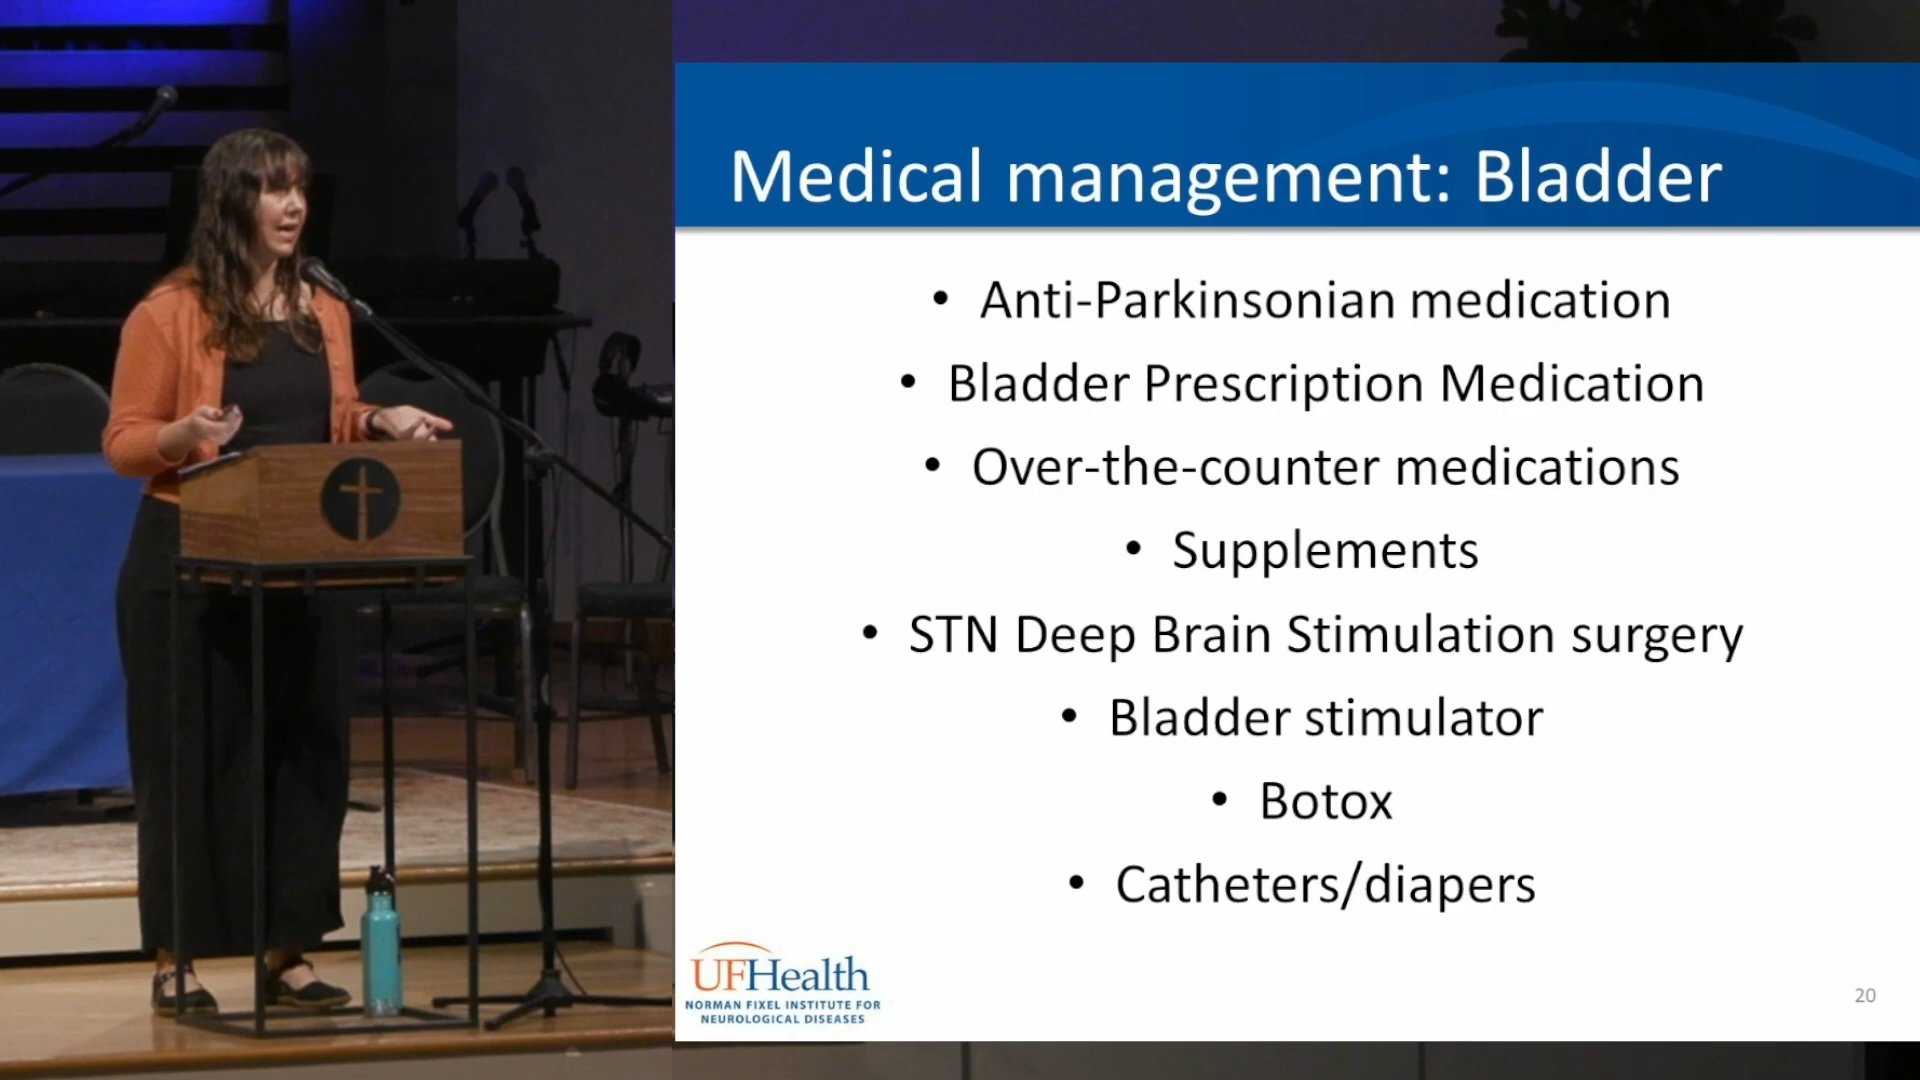 Medical management: Bladder
• Anti-Parkinsonian medication
• Bladder Prescription Medication
• Over-the-counter medications
• Supplements
• STN Deep Brain Stimulation surgery
• Bladder stimulator
• Botox
• Catheters/diapers
UFHealth
NORMAN FIXEL INSTITUTE FOR
NEUROLOGICAL DISEASES
20